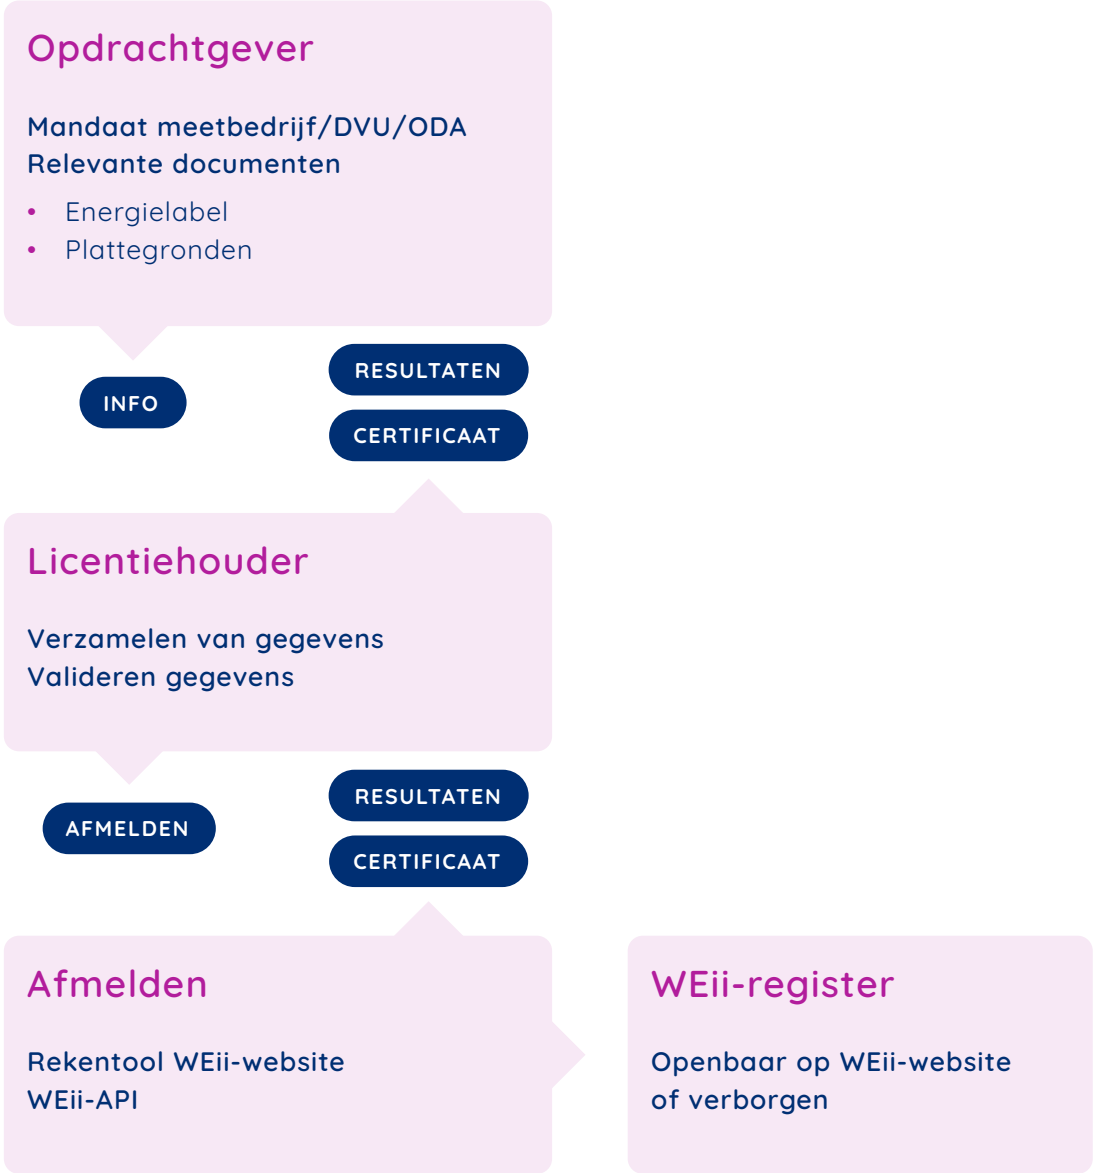 Opdrachtgever
Mandaat meetbedrijf/DVU/ODA
Relevante documenten
• Energielabel
• Plattegronden
INFO
RESULTATEN
CERTIFICAAT
Licentiehouder
Verzamelen van gegevens
Valideren gegevens
AFMELDEN
RESULTATEN
CERTIFICAAT
Afmelden
Rekentool WEii-website
WEii-API
WEii-register
Openbaar op WEii-website
of verborgen